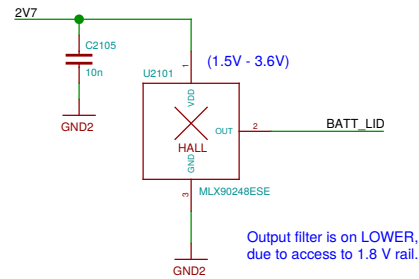 2V7
C2105
10n
GND2
U2101
(1.5V - 3.6V)
1
VDD
HALL
OUT
2
BATT_LID
GND
3
MLX90248ESE
GND2
Output filter is on LOWER,
due to access to 1.8 V rail.